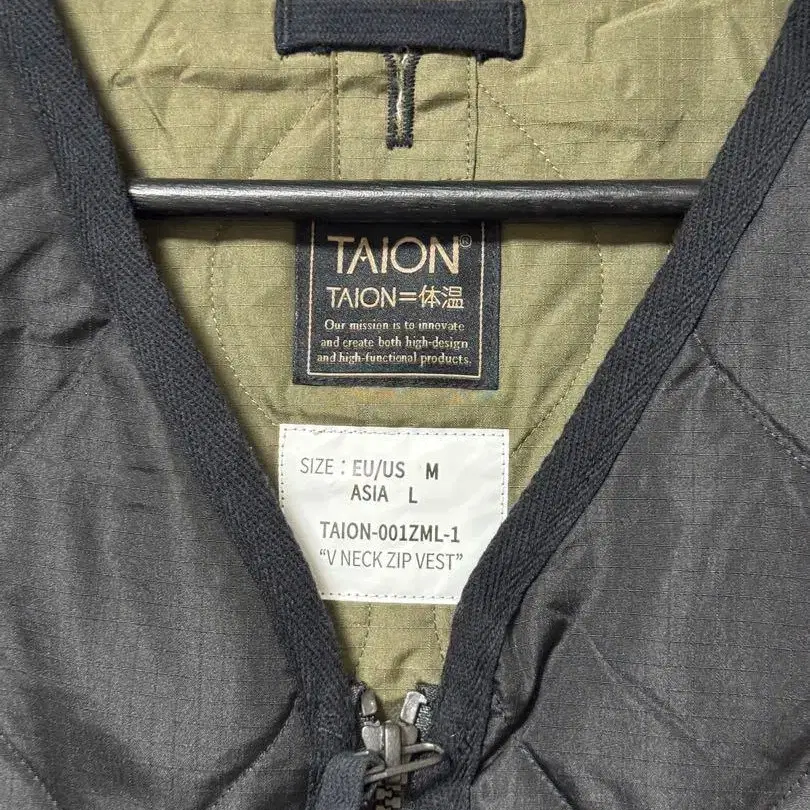 TAION®
TAION=体温
Our mission is to innovate
and create both high-design
and high-functional products.
SIZE : EU/US M
ASIA L
TAION-001ZML-1
“V NECK ZIP VEST”